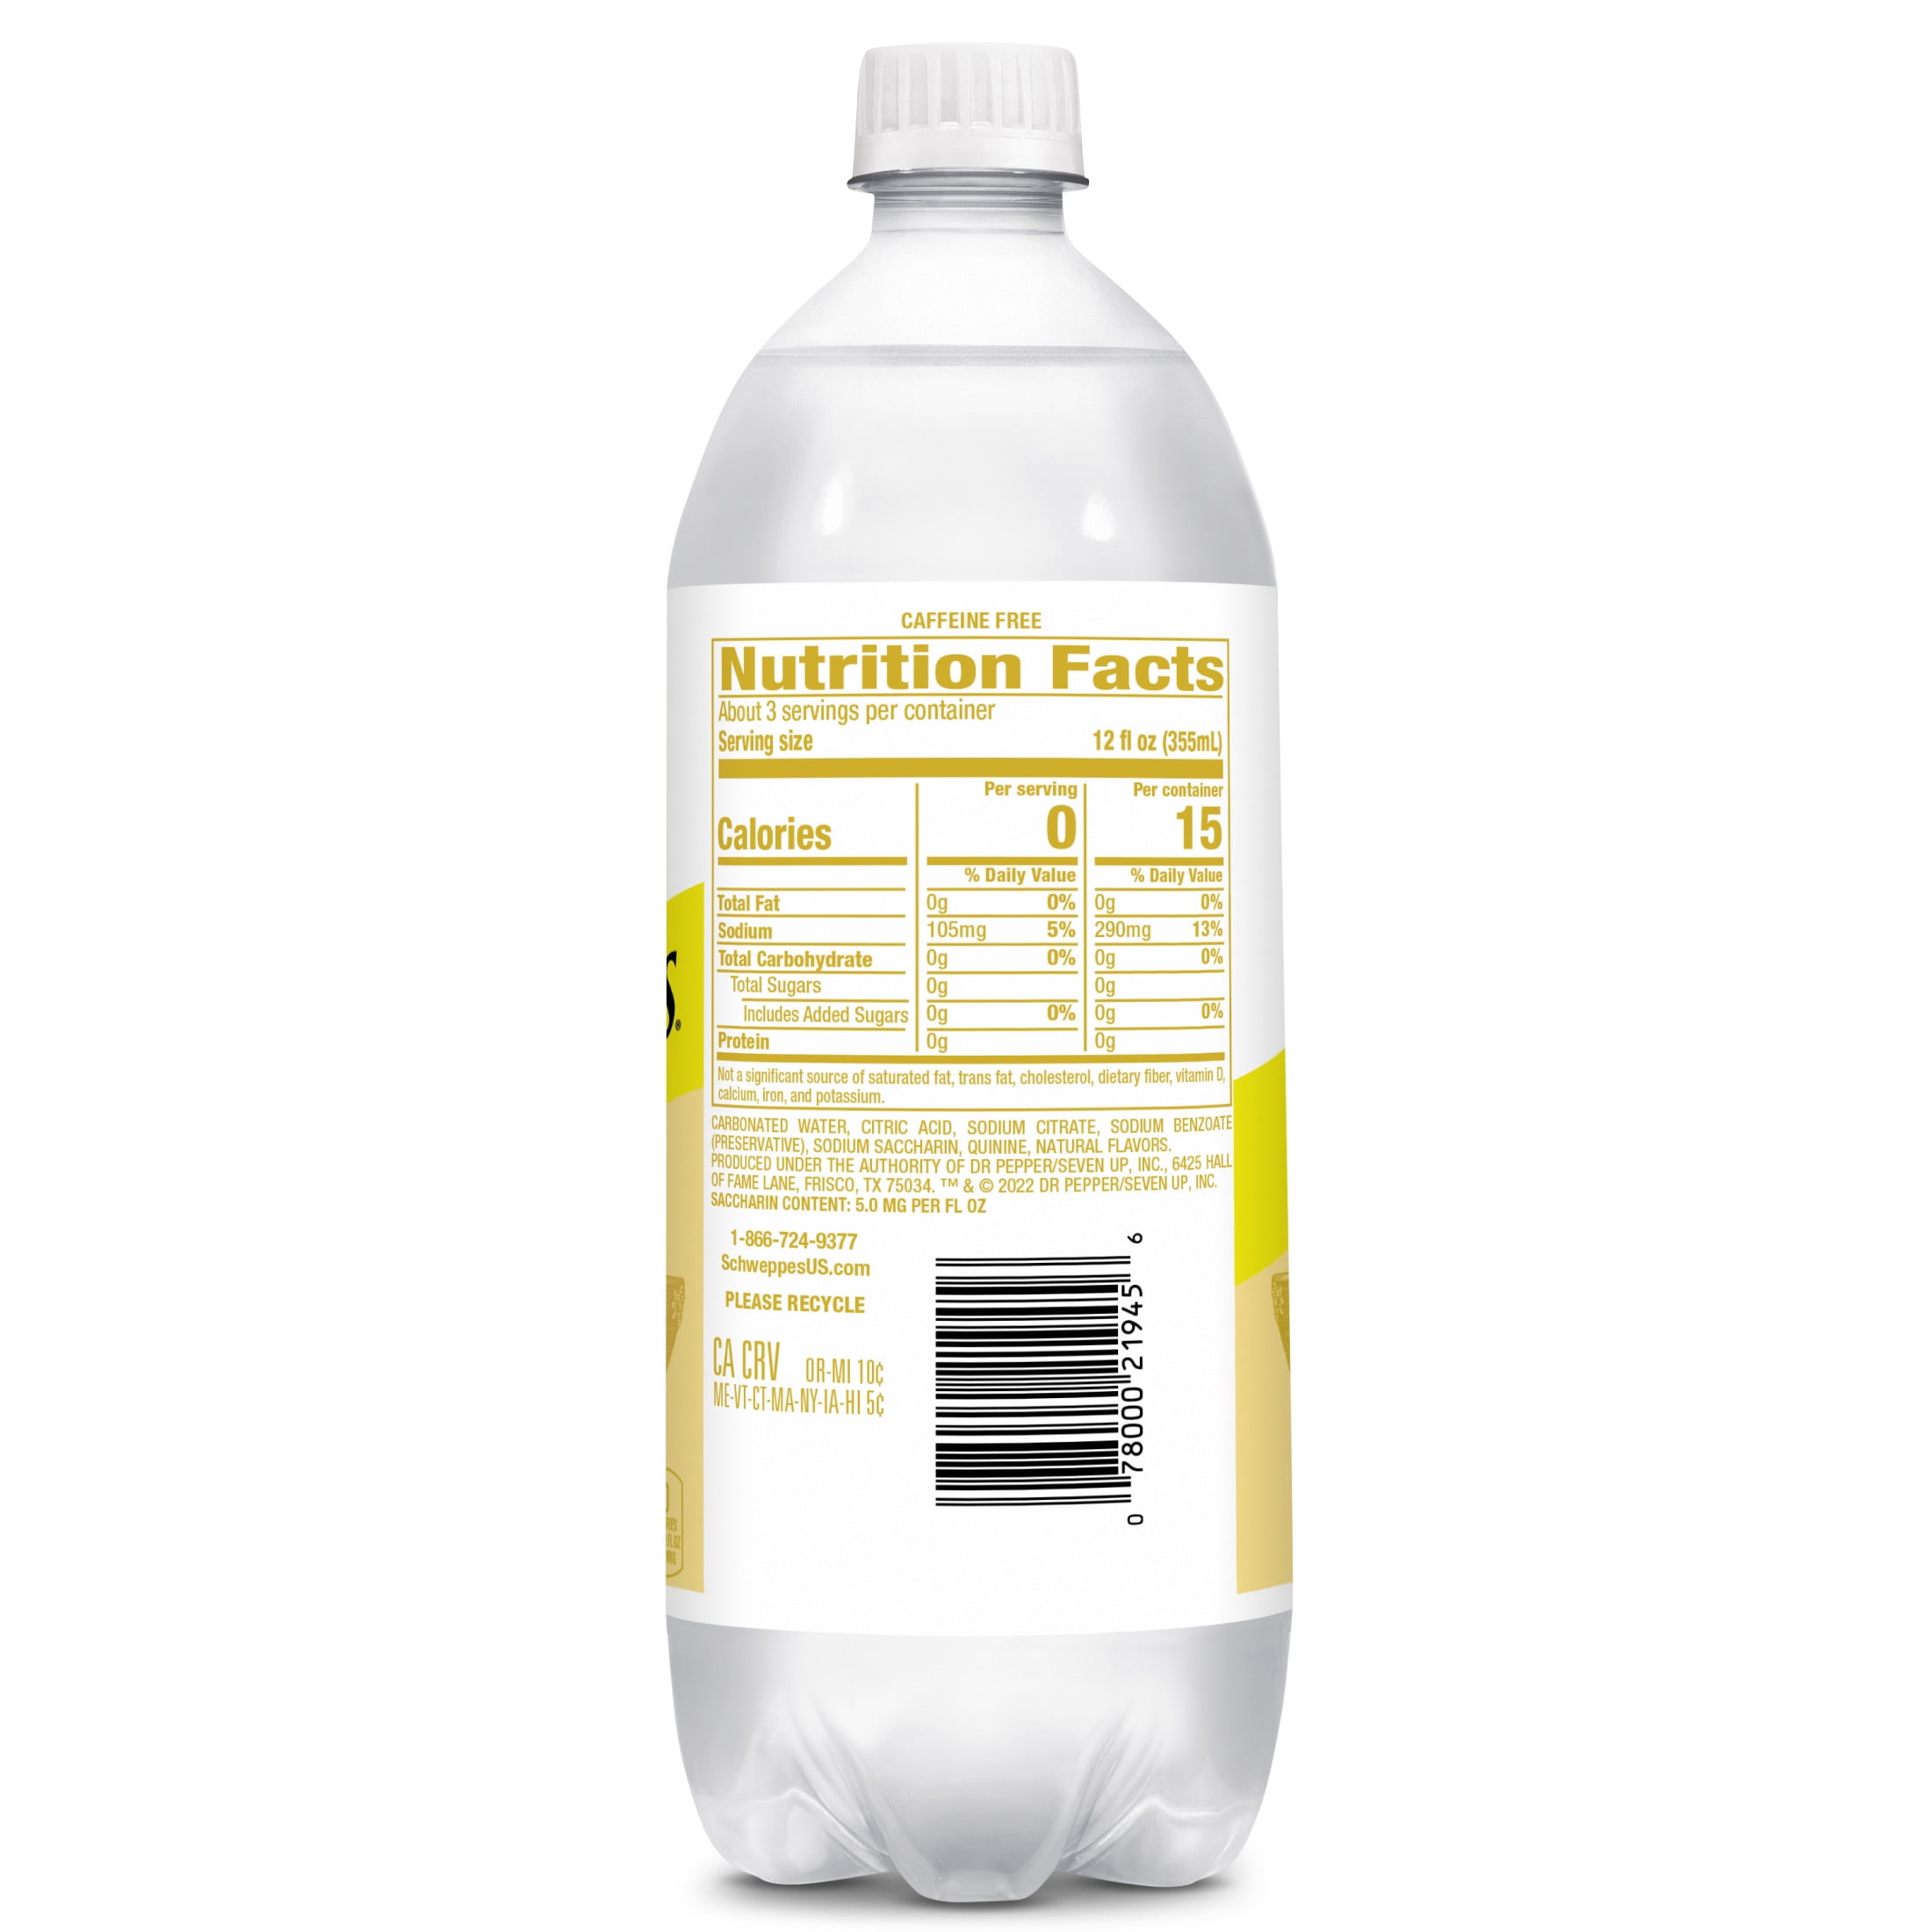 CAFFEINE FREE
Nutrition Facts
About 3 servings per container
Serving size 12 fl oz (355mL)
Per serving Per container
Calories 0 15
% Daily Value % Daily Value
Total Fat 0g 0% 0g 0%
Sodium 105mg 5% 290mg 13%
Total Carbohydrate 0g 0% 0g 0%
Total Sugars 0g 0g
Includes Added Sugars 0g 0% 0g 0%
Protein 0g 0g
Not a significant source of saturated fat, trans fat, cholesterol, dietary fiber, vitamin D,
calcium, iron, and potassium.
CARBONATED WATER, CITRIC ACID, SODIUM CITRATE, SODIUM BENZOATE
(PRESERVATIVE), SODIUM SACCHARIN, QUININE, NATURAL FLAVORS.
PRODUCED UNDER THE AUTHORITY OF DR PEPPER/SEVEN UP, INC., 6425 HALL
OF FAME LANE, FRISCO, TX 75034. ™ & © 2022 DR PEPPER/SEVEN UP, INC.
SACCHARIN CONTENT: 5.0 MG PER FL OZ
1-866-724-9377
SchweppesUS.com
PLEASE RECYCLE
CA CRV OR-MI 10¢
ME-VT-CT-MA-NY-IA-HI 5¢
0 78000 21945 6